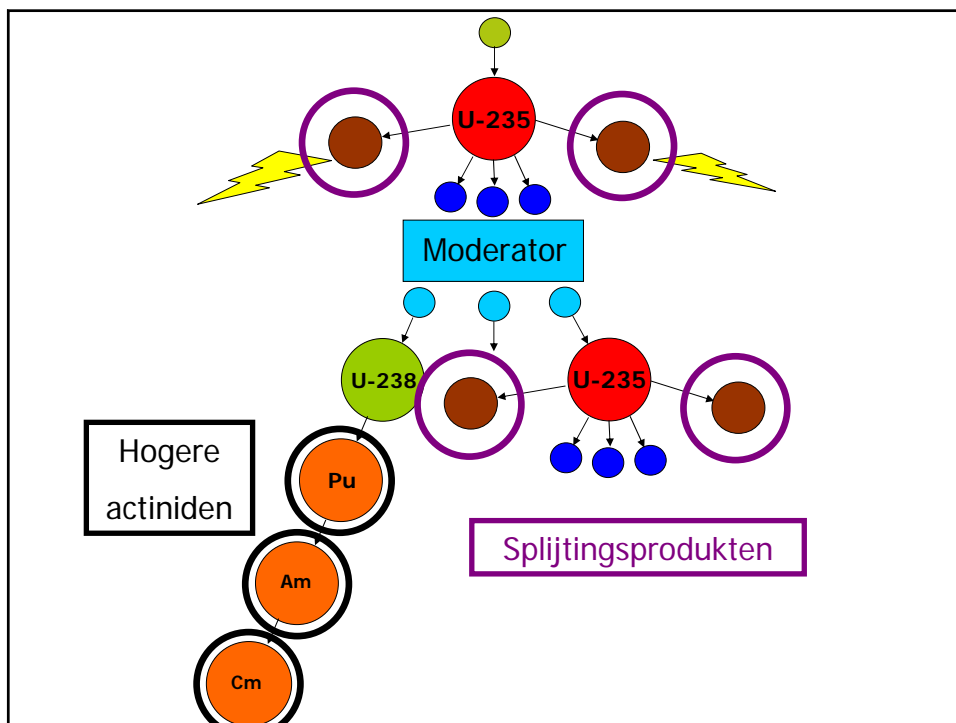 U-235
Moderator
U-238
U-235
Hogere
actiniden
Pu
Splijtingsprodukten
Am
Cm